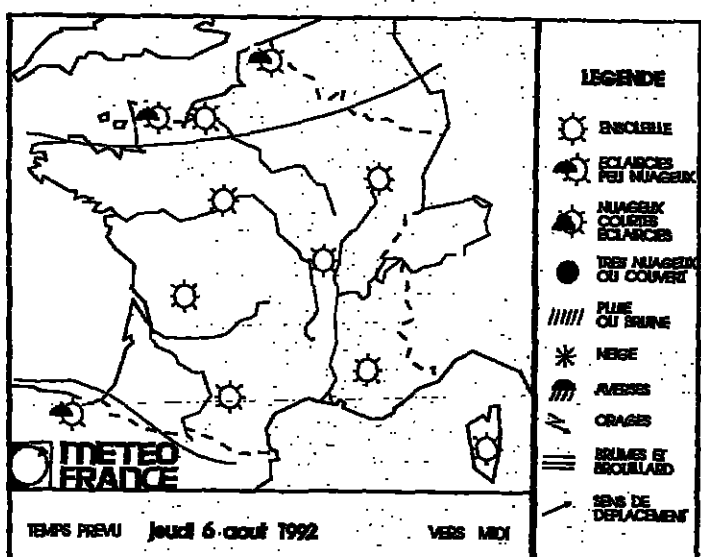 LEGENDE
ENSOLEILLE
ECLAIRCIES
PEU NUAGEUX
NUAGEUX
COURTES
ECLAIRCIES
TRES NUAGEUX
OU COUVERT
PLUIE
OU BRUINE
NEIGE
AVERSES
ORAGES
BRUMES ET
BROUILLARD
SENS DE
DEPLACEMENT
METEO
FRANCE
TEMPS PREVU jeudi 6 aout 1992 VERS MIDI